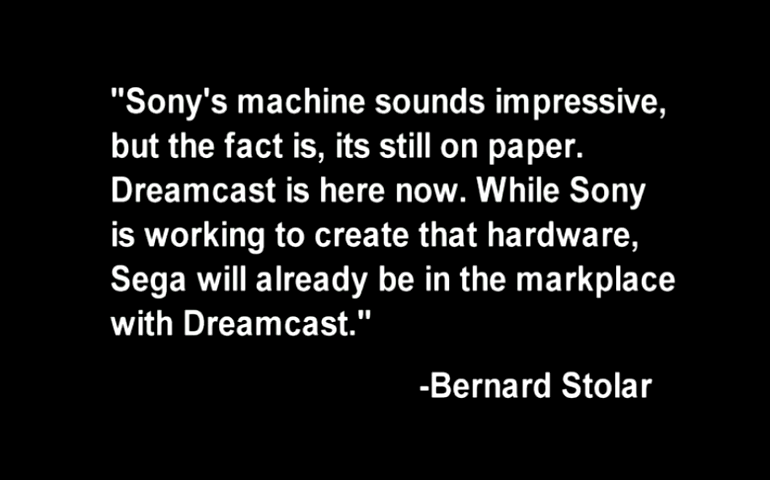 "Sony's machine sounds impressive,
but the fact is, its still on paper.
Dreamcast is here now. While Sony
is working to create that hardware,
Sega will already be in the markplace
with Dreamcast."
-Bernard Stolar